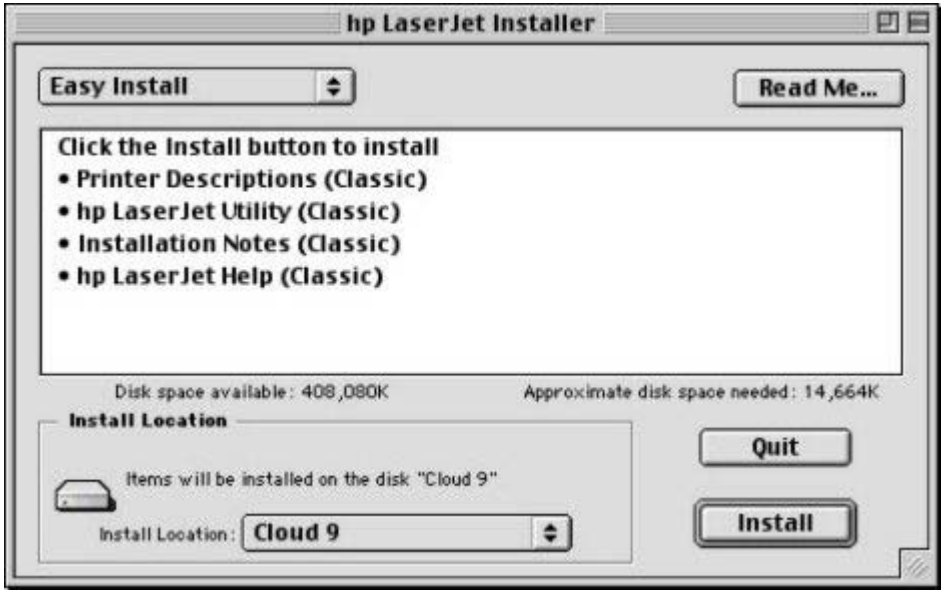 hp LaserJet Installer
Easy Install
Read Me...
Click the Install button to install
• Printer Descriptions (Classic)
• hp LaserJet Utility (Classic)
• Installation Notes (Classic)
• hp LaserJet Help (Classic)
Disk space available: 408,080K
Approximate disk space needed: 14,664K
Install Location
Items will be installed on the disk "Cloud 9"
Install Location: Cloud 9
Quit
Install